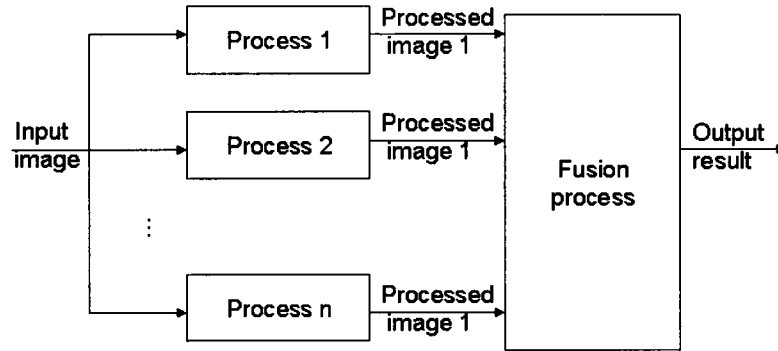 Process 1
Processed
image 1
Input
image
Process 2
Processed
image 1
Fusion
process
Output
result
⋮
Process n
Processed
image 1